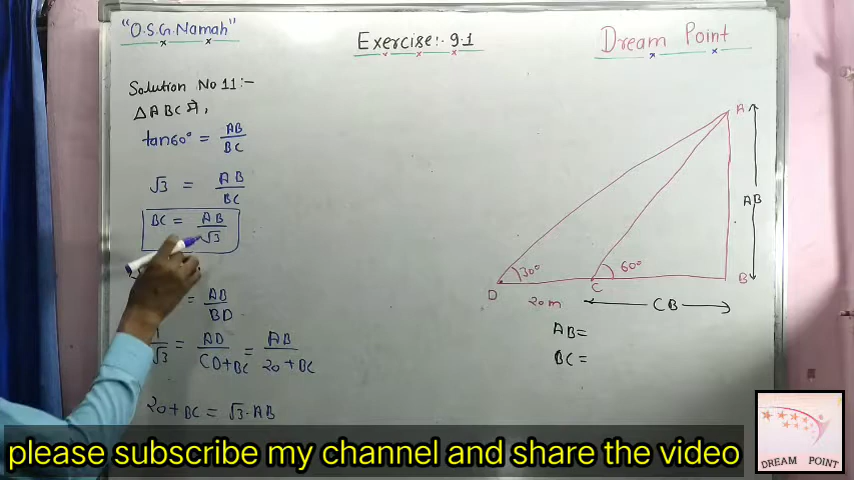 "O.S.G.Namah"
Exercise:- 9.1
Dream Point
Solution No 11:-
△ABC में,
tan60° = AB/BC
√3 = AB/BC
BC = AB/√3
= AB/BD
1/√3 = AD/CD+BC = AB/20+BC
20+BC = √3.AB
A
AB
30°
60°
D
C
B
20m
CB
AB=
BC=
please subscribe my channel and share the video
DREAM POINT